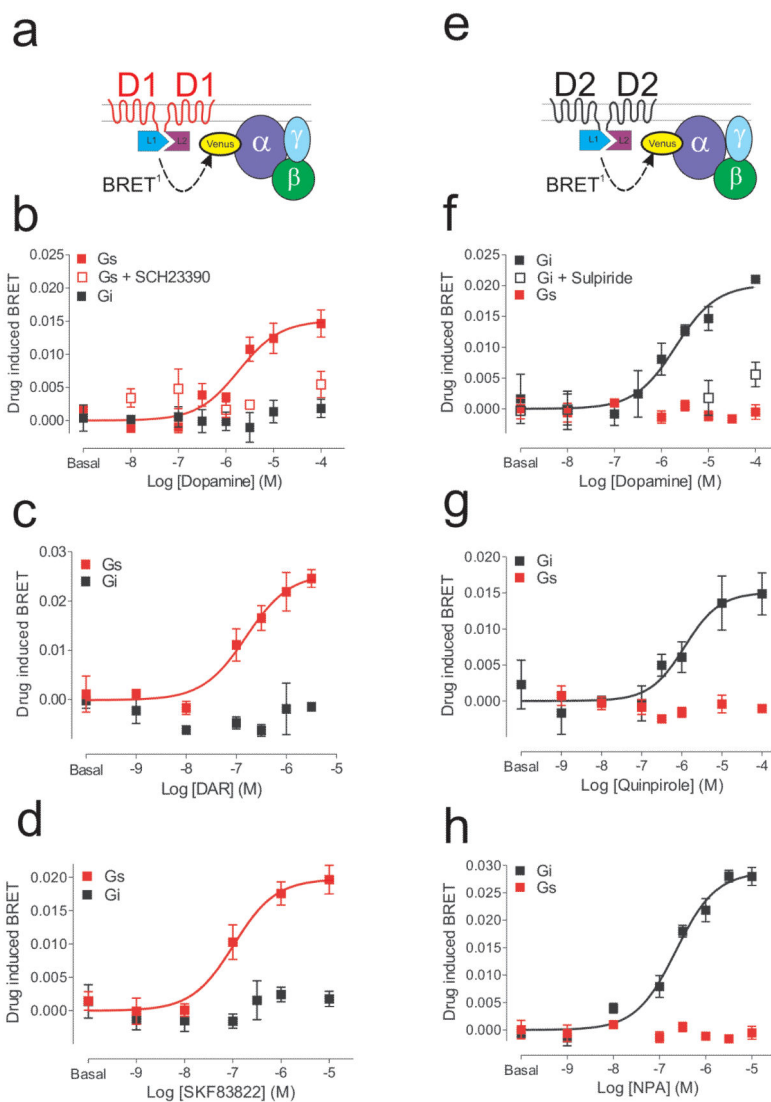 a
D1 D1
L1 L2 Venus α γ β
BRET1
b
Gs
Gs + SCH23390
Gi
Drug induced BRET
0.025
0.020
0.015
0.010
0.005
0.000
Basal -8 -7 -6 -5 -4
Log [Dopamine] (M)
c
Gs
Gi
Drug induced BRET
0.03
0.02
0.01
0.00
Basal -9 -8 -7 -6 -5
Log [DAR] (M)
d
Gs
Gi
Drug induced BRET
0.020
0.015
0.010
0.005
0.000
Basal -9 -8 -7 -6 -5
Log [SKF83822] (M)
e
D2 D2
L1 L2 Venus α γ β
BRET1
f
Gi
Gi + Sulpiride
Gs
Drug induced BRET
0.025
0.020
0.015
0.010
0.005
0.000
Basal -8 -7 -6 -5 -4
Log [Dopamine] (M)
g
Gi
Gs
Drug induced BRET
0.020
0.015
0.010
0.005
0.000
Basal -9 -8 -7 -6 -5 -4
Log [Quinpirole] (M)
h
Gi
Gs
Drug induced BRET
0.030
0.025
0.020
0.015
0.010
0.005
0.000
Basal -9 -8 -7 -6 -5
Log [NPA] (M)